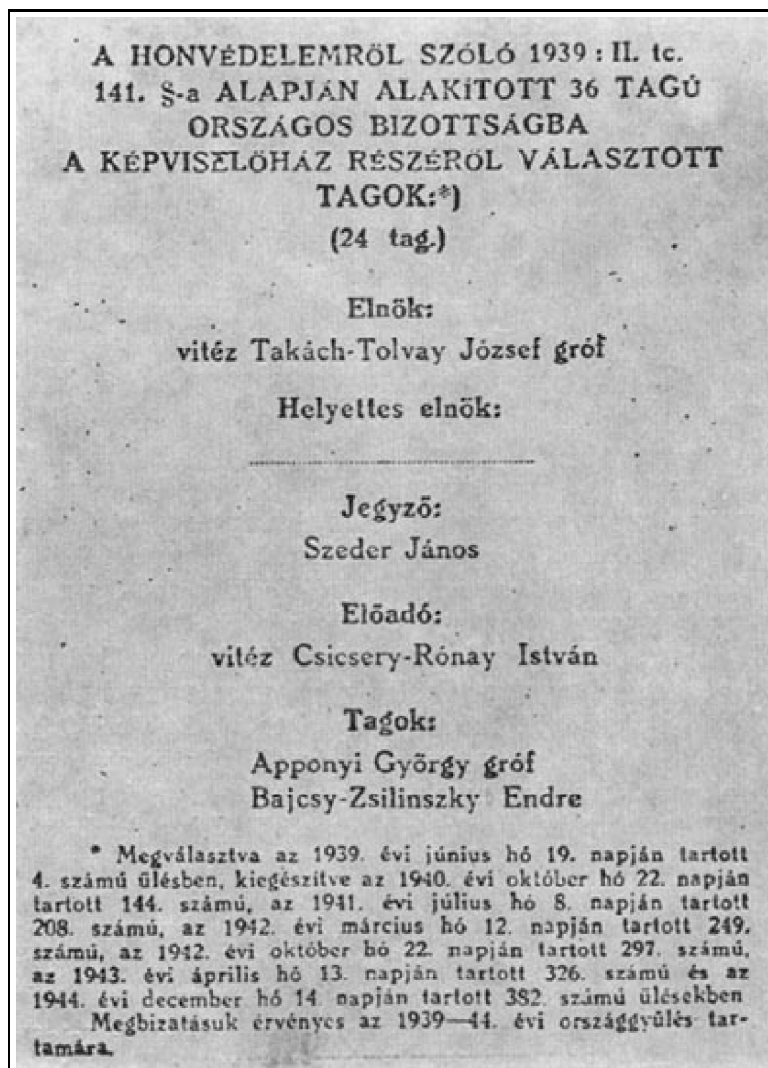 A HONVÉDELEMRŐL SZÓLÓ 1939 : II. tc.
141. §-a ALAPJÁN ALAKÍTOTT 36 TAGÚ
ORSZÁGOS BIZOTTSÁGBA
A KÉPVISELŐHÁZ RÉSZÉRŐL VÁLASZTOTT
TAGOK:*)
(24 tag.)
Elnök:
vitéz Takách-Tolvay József gróf
Helyettes elnök:
Jegyző:
Szeder János
Előadó:
vitéz Csicsery-Rónay István
Tagok:
Apponyi György gróf
Bajcsy-Zsilinszky Endre
* Megválasztva az 1939. évi június hó 19. napján tartott
4. számú ülésben, kiegészítve az 1940. évi október hó 22. napján
tartott 144. számú, az 1941. évi július hó 8. napján tartott
208. számú, az 1942. évi március hó 12. napján tartott 249.
számú, az 1942. évi október hó 22. napján tartott 297. számú,
az 1943. évi április hó 13. napján tartott 326. számú és az
1944. évi december hó 14 napján tartott 382. számú ülésekben
Megbizatásuk érvényes az 1939—44. évi országgyűlés tar-
tamára.